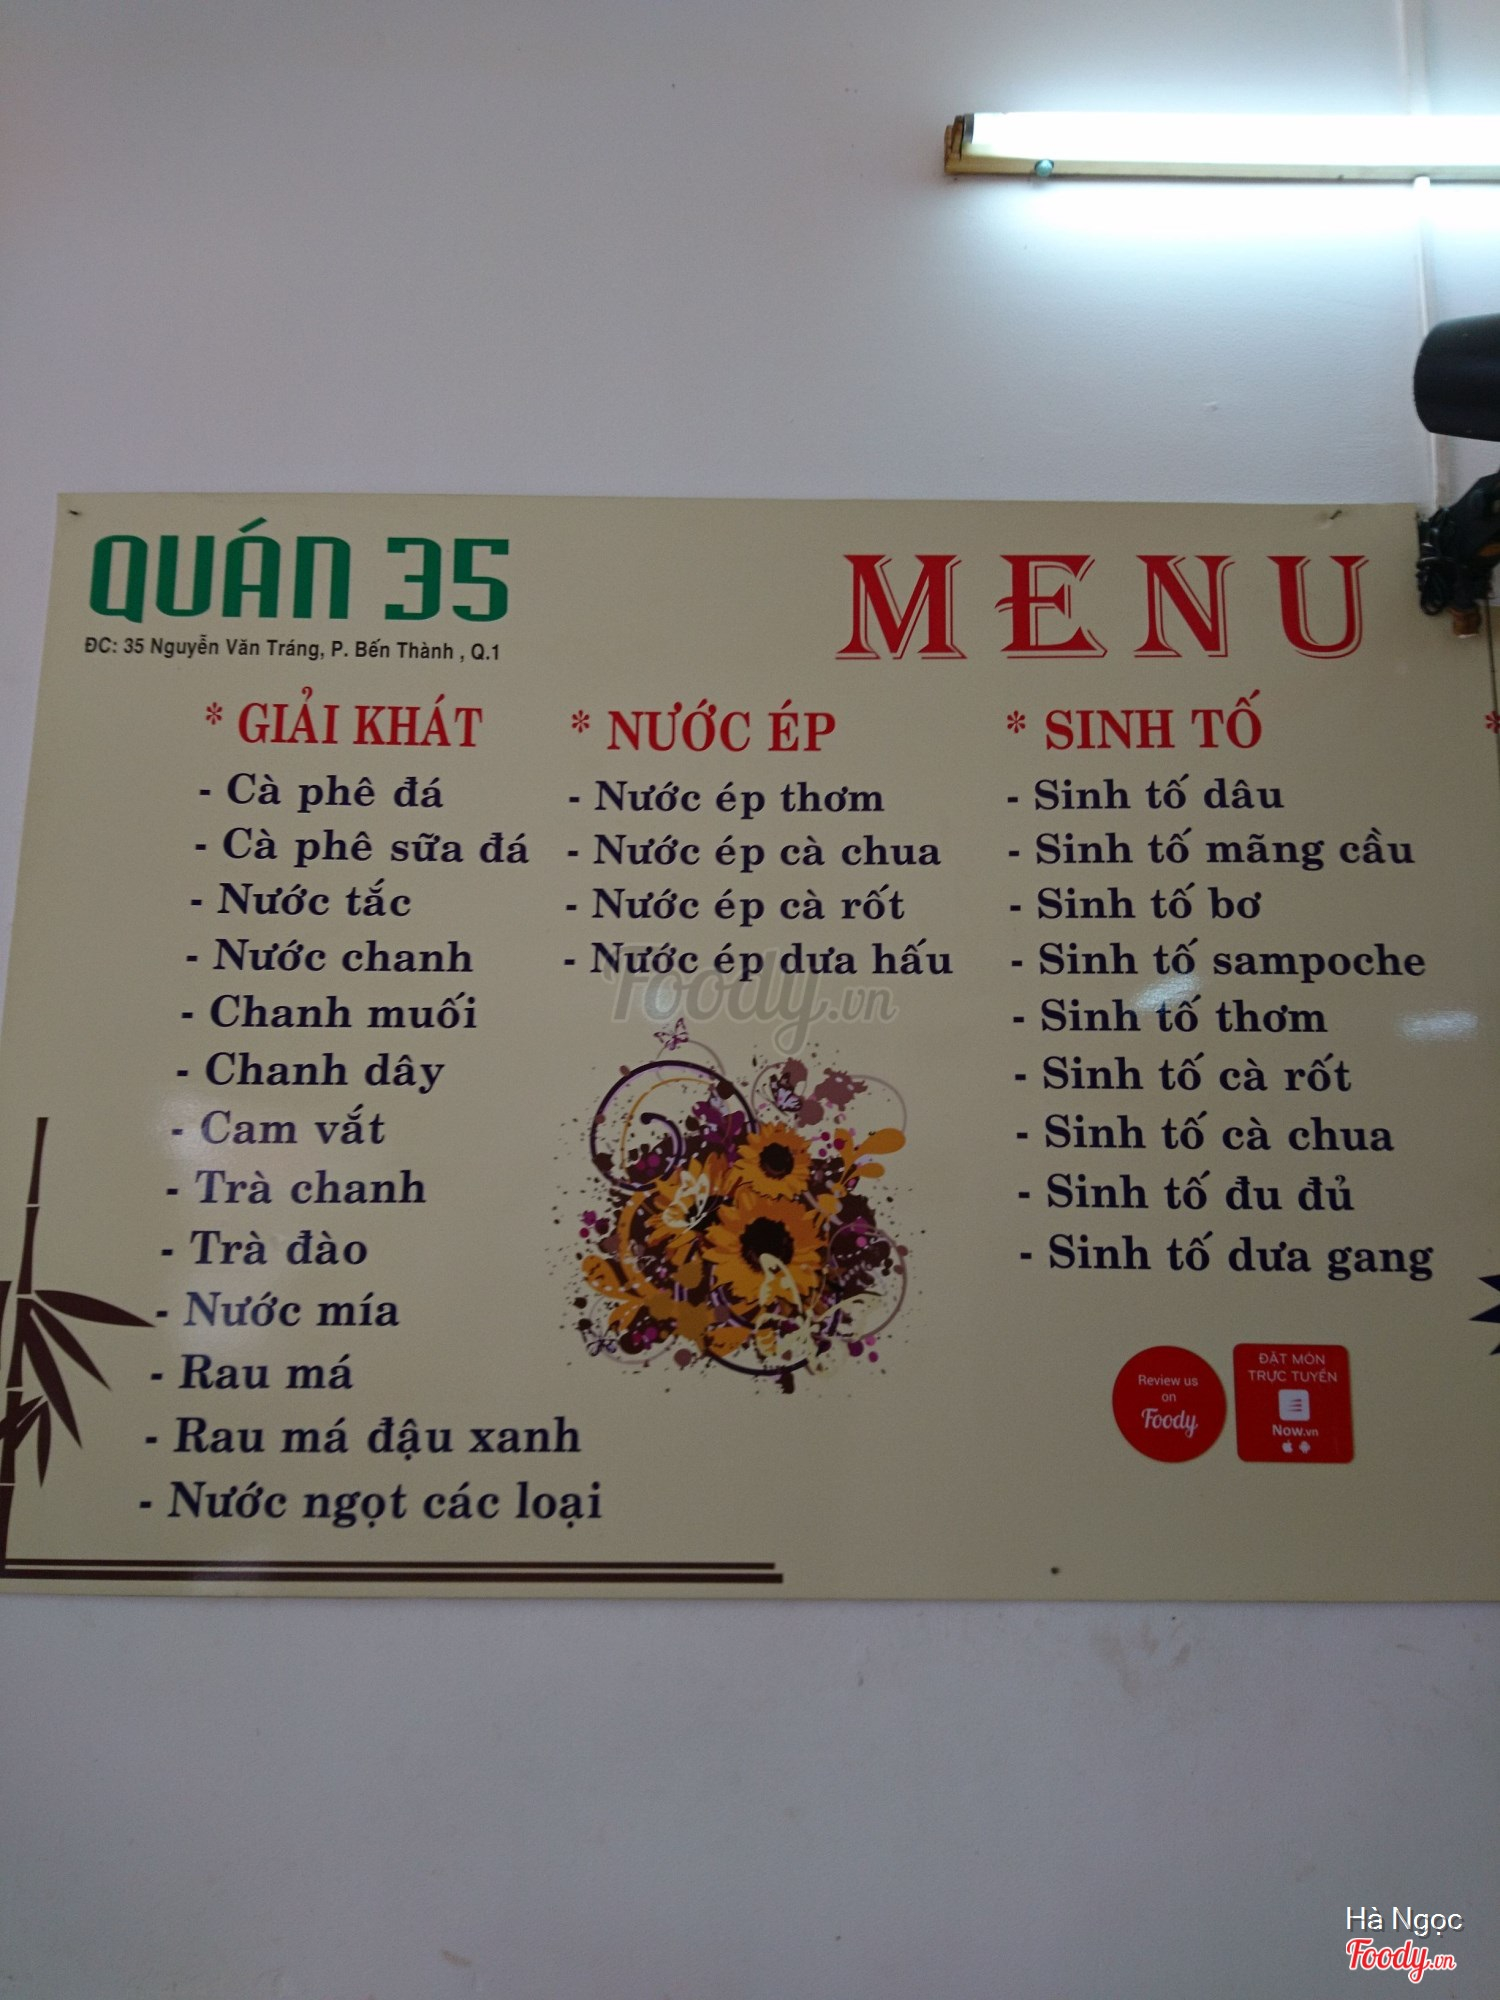 QUÁN 35
ĐC: 35 Nguyễn Văn Tráng, P. Bến Thành , Q.1
MENU
* GIẢI KHÁT
- Cà phê đá
- Cà phê sữa đá
- Nước tắc
- Nước chanh
- Chanh muối
- Chanh dây
- Cam vắt
- Trà chanh
- Trà đào
- Nước mía
- Rau má
- Rau má đậu xanh
- Nước ngọt các loại
* NƯỚC ÉP
- Nước ép thơm
- Nước ép cà chua
- Nước ép cà rốt
- Nước ép dưa hấu
Foody.vn
* SINH TỐ
- Sinh tố dâu
- Sinh tố mãng cầu
- Sinh tố bơ
- Sinh tố sampoche
- Sinh tố thơm
- Sinh tố cà rốt
- Sinh tố cà chua
- Sinh tố đu đủ
- Sinh tố dưa gang
*
Review us
on
Foody
ĐẶT MÓN
TRỰC TUYẾN
Now.vn
Hà Ngọc
Foody.vn